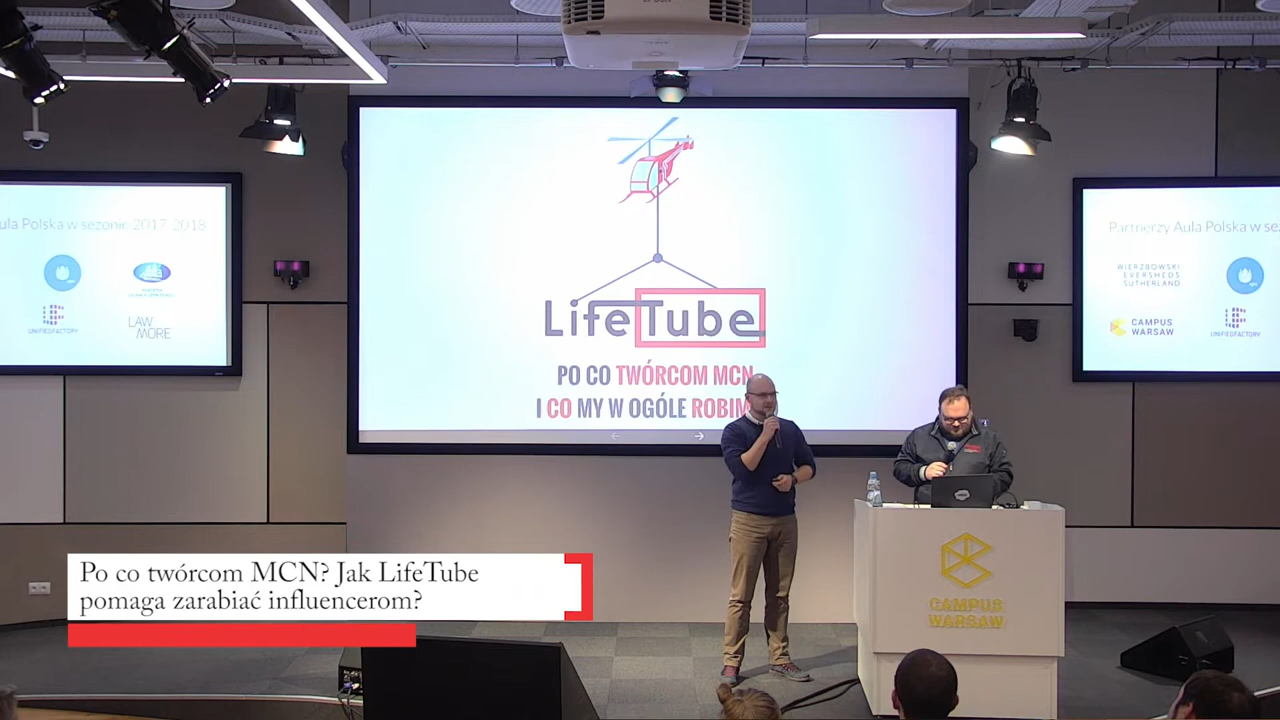 ula Polska w sezonie 2017-2018
UNIFIEDFACTORY
LAW
MORE
LifeTube
PO CO TWÓRCOM MCN
I CO MY W OGÓLE ROBIM
Partnerzy Aula Polska w se
WIERZBOWSKI
EVERSHEDS
SUTHERLAND
CAMPUS
WARSAW
UNIFIEDFACTORY
CAMPUS
WARSAW
Po co twórcom MCN? Jak LifeTube
pomaga zarabiać influencerom?